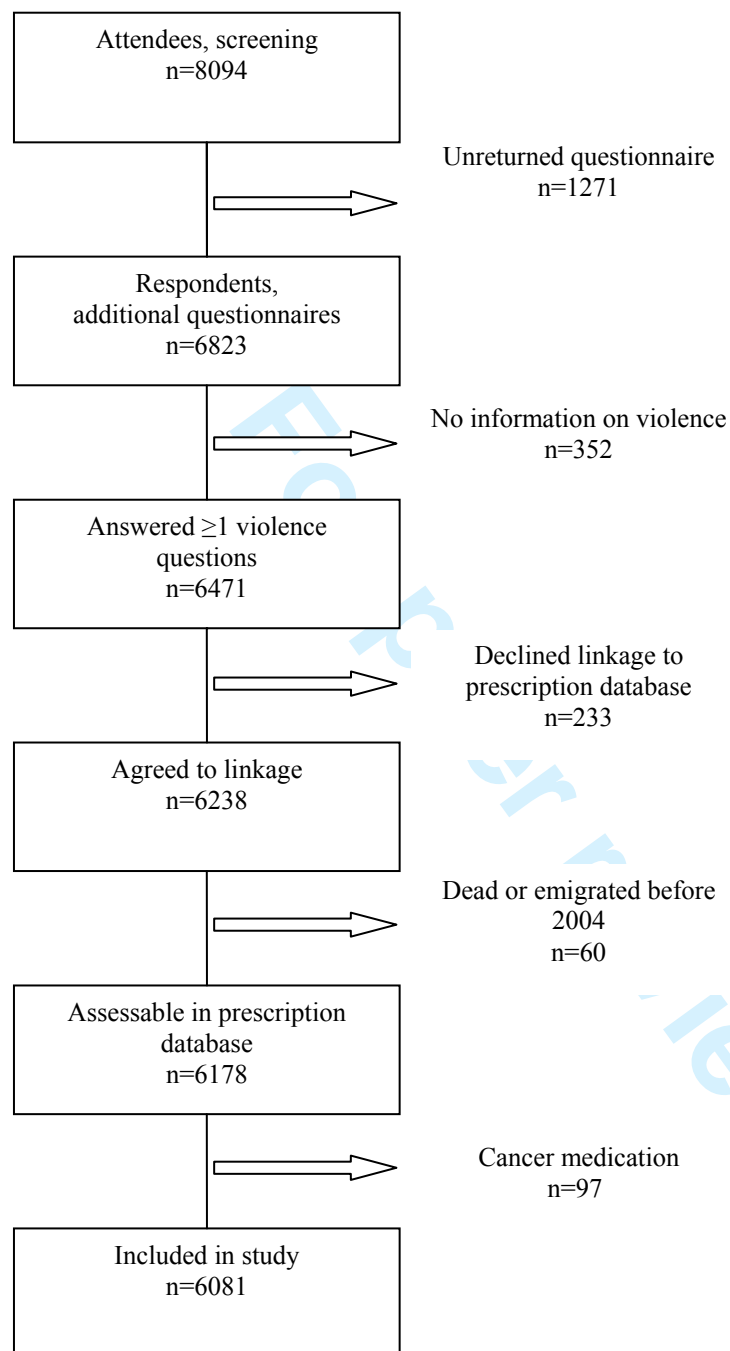 Attendees, screening
n=8094
Unreturned questionnaire
n=1271
Respondents,
additional questionnaires
n=6823
No information on violence
n=352
Answered ≥1 violence
questions
n=6471
Declined linkage to
prescription database
n=233
Agreed to linkage
n=6238
Dead or emigrated before
2004
n=60
Assessable in prescription
database
n=6178
Cancer medication
n=97
Included in study
n=6081